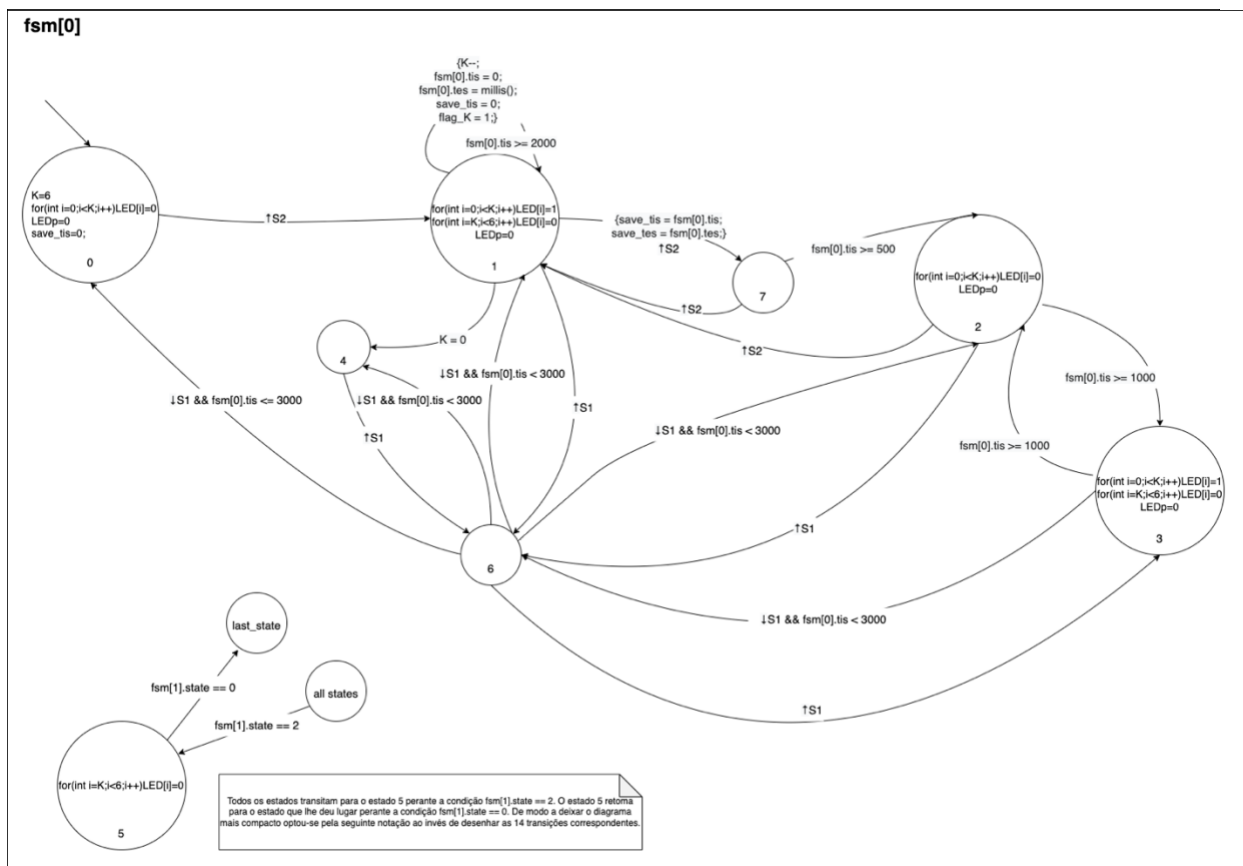 fsm[0]
{K--;
fsm[0].tis = 0;
fsm[0].tes = millis();
save_tis = 0;
flag_K = 1;}
fsm[0].tis >= 2000
K=6
for(int i=0;i<K;i++)LED[i]=0
LEDp=0
save_tis=0;
0
↑S2
for(int i=0;i<K;i++)LED[i]=1
for(int i=K;i<6;i++)LED[i]=0
LEDp=0
1
{save_tis = fsm[0].tis;
save_tes = fsm[0].tes;}
↑S2
fsm[0].tis >= 500
7
↑S2
for(int i=0;i<K;i++)LED[i]=0
LEDp=0
2
↑S2
K = 0
4
↓S1 && fsm[0].tis < 3000
fsm[0].tis >= 1000
↓S1 && fsm[0].tis <= 3000
↓S1 && fsm[0].tis < 3000
↑S1
↑S1
↓S1 && fsm[0].tis < 3000
fsm[0].tis >= 1000
for(int i=0;i<K;i++)LED[i]=1
for(int i=K;i<6;i++)LED[i]=0
LEDp=0
3
↑S1
6
↓S1 && fsm[0].tis < 3000
↑S1
last_state
fsm[1].state == 0
all states
fsm[1].state == 2
for(int i=K;i<6;i++)LED[i]=0
5
Todos os estados transitam para o estado 5 perante a condição fsm[1].state == 2. O estado 5 retorna
para o estado que lhe deu lugar perante a condição fsm[1].state == 0. De modo a deixar o diagrama
mais compacto optou-se pela seguinte notação ao invés de desenhar as 14 transições correspondentes.